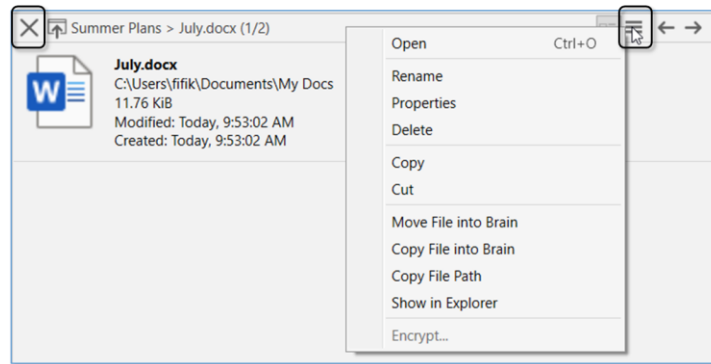 Summer Plans > July.docx (1/2)
July.docx
C:\Users\fifik\Documents\My Docs
11.76 KiB
Modified: Today, 9:53:02 AM
Created: Today, 9:53:02 AM
W
Open Ctrl+O
Rename
Properties
Delete
Copy
Cut
Move File into Brain
Copy File into Brain
Copy File Path
Show in Explorer
Encrypt...